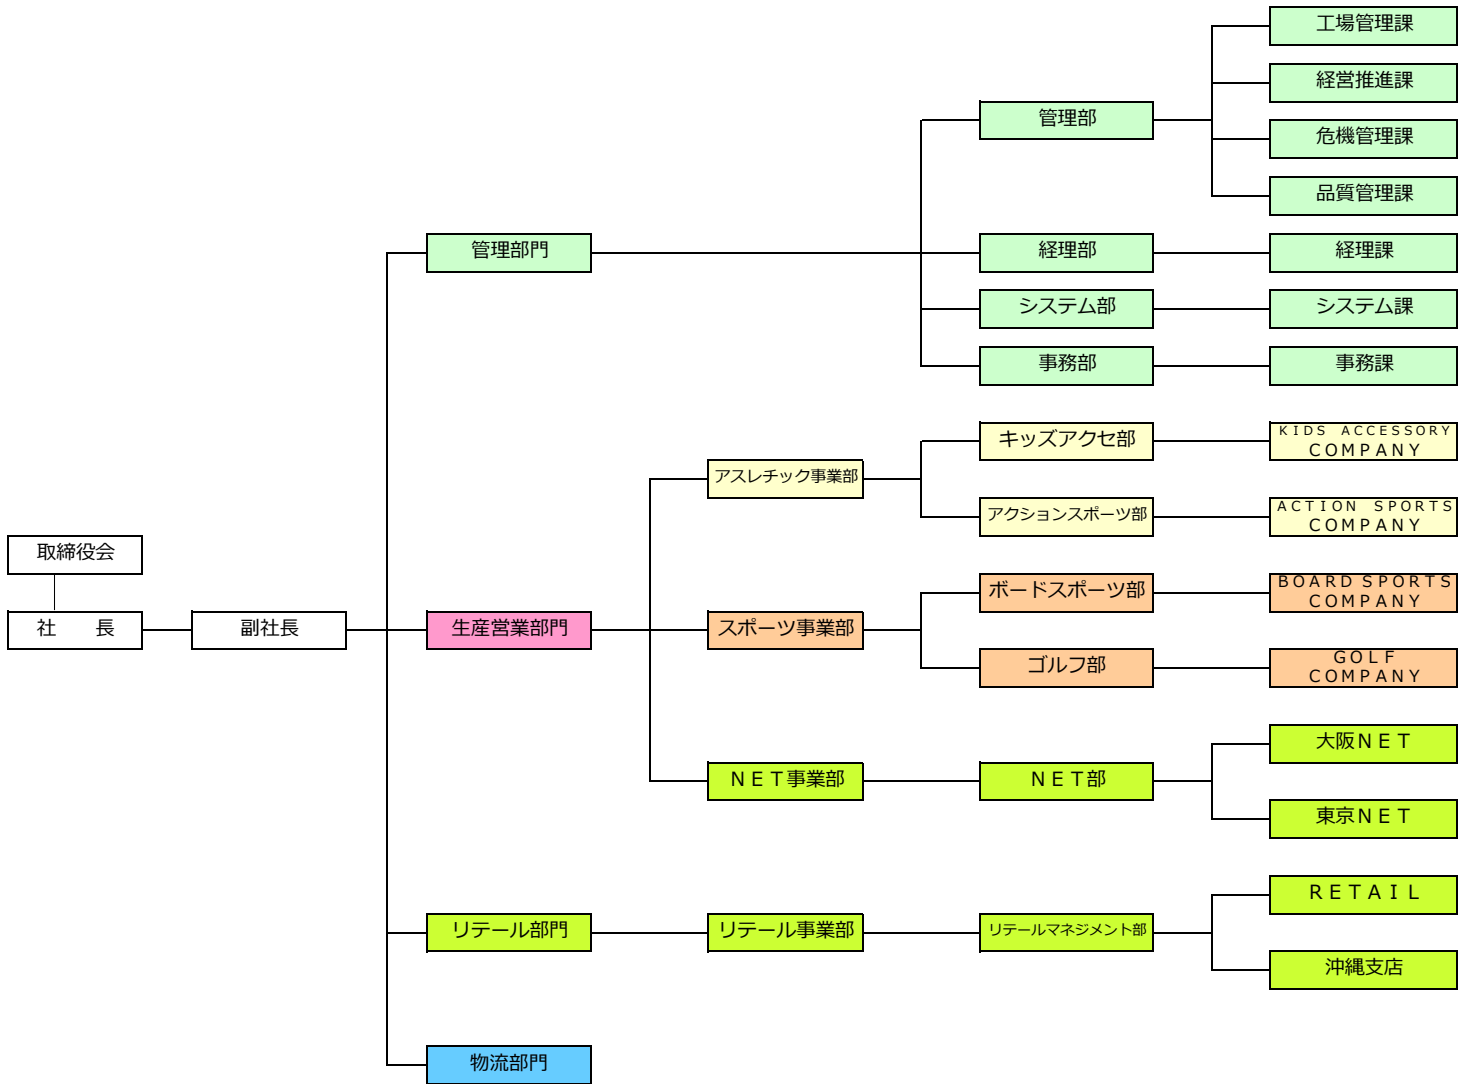 工場管理課
経営推進課
管理部
危機管理課
品質管理課
管理部門
経理部
経理課
システム部
システム課
事務部
事務課
キッズアクセ部
ＫＩＤＳ　ＡＣＣＥＳＳＯＲＹ
ＣＯＭＰＡＮＹ
アスレチック事業部
アクションスポーツ部
ＡＣＴＩＯＮ　ＳＰＯＲＴＳ
ＣＯＭＰＡＮＹ
取締役会
ボードスポーツ部
ＢＯＡＲＤ ＳＰＯＲＴＳ
ＣＯＭＰＡＮＹ
社　　長
副社長
生産営業部門
スポーツ事業部
ゴルフ部
ＧＯＬＦ
ＣＯＭＰＡＮＹ
大阪ＮＥＴ
ＮＥＴ事業部
ＮＥＴ部
東京ＮＥＴ
ＲＥＴＡＩＬ
リテール部門
リテール事業部
リテールマネジメント部
沖縄支店
物流部門